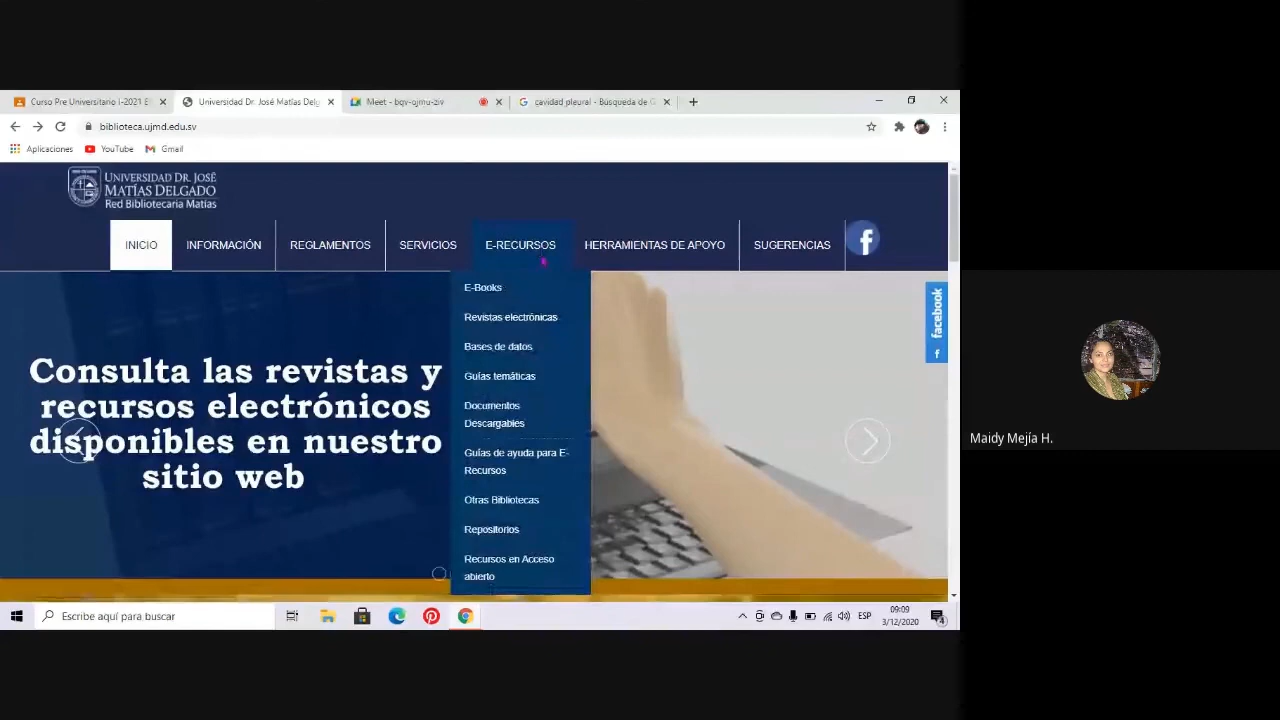 Curso Pre Universitario I-2021 E
Universidad Dr. José Matías Delg
Meet - bqv-ojmu-ziv
cavidad pleural - Búsqueda de G
biblioteca.ujmd.edu.sv
Aplicaciones
YouTube
Gmail
UNIVERSIDAD DR. JOSÉ
MATÍAS DELGADO
Red Bibliotecaria Matías
INICIO
INFORMACIÓN
REGLAMENTOS
SERVICIOS
E-RECURSOS
HERRAMIENTAS DE APOYO
SUGERENCIAS
f
E-Books
Revistas electrónicas
Bases de datos
Guías temáticas
Documentos
Descargables
Guías de ayuda para E-
Recursos
Otras Bibliotecas
Repositorios
Recursos en Acceso
abierto
Consulta las revistas y
recursos electrónicos
disponibles en nuestro
sitio web
facebook
f
Maidy Mejía H.
Escribe aquí para buscar
ESP
09:09
3/12/2020
4